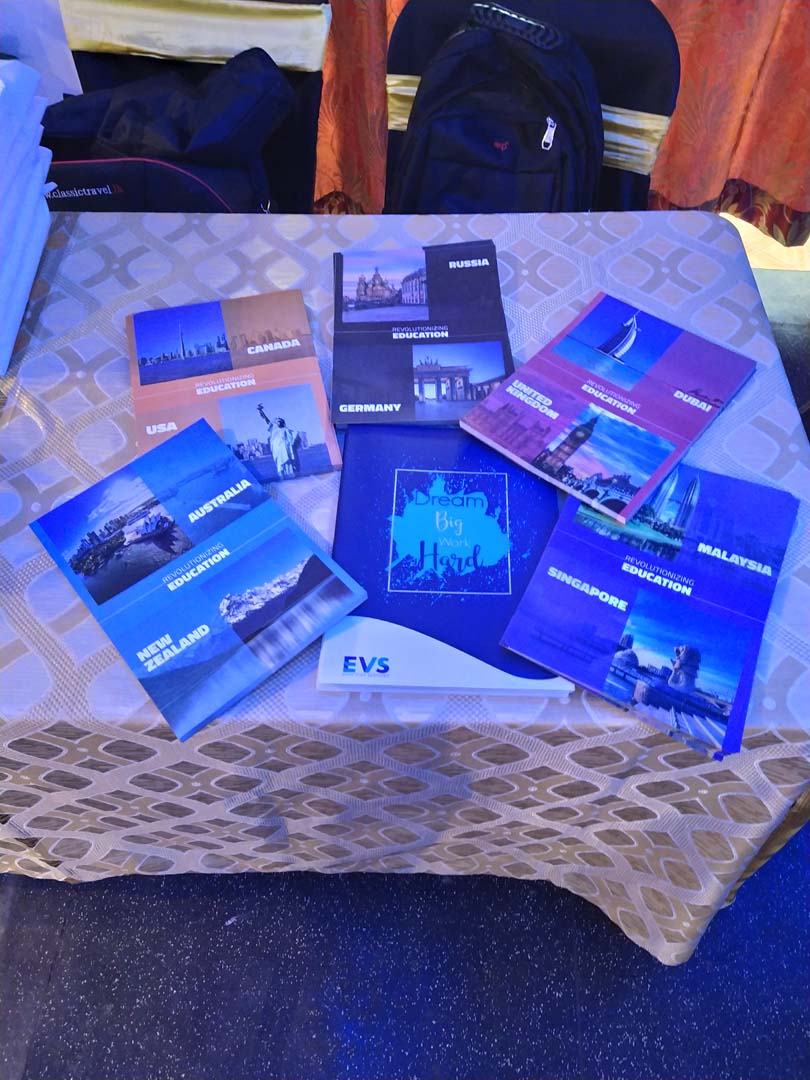 w.classictravel.lk
RUSSIA
REVOLUTIONIZING
EDUCATION
GERMANY
CANADA
REVOLUTIONIZING
EDUCATION
USA
DUBAI
REVOLUTIONIZING
EDUCATION
UNITED
KINGDOM
AUSTRALIA
REVOLUTIONIZING
EDUCATION
NEW
ZEALAND
Dream
Big
Work
Hard
EVS
MALAYSIA
REVOLUTIONIZING
EDUCATION
SINGAPORE